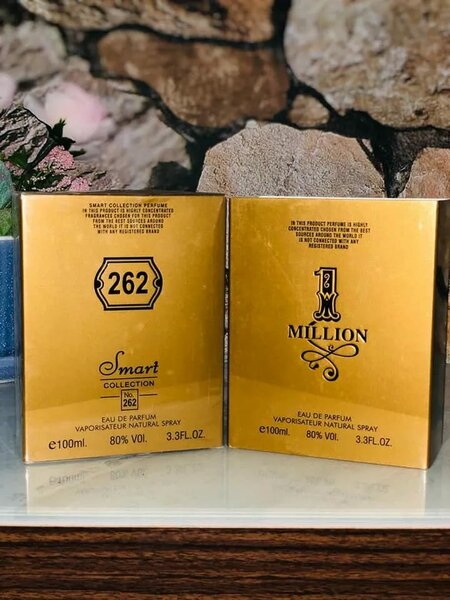 SMART COLLECTION PERFUME
IN THIS PRODUCT IS HIGHLY CONCENTRATED
FRAGRANCES CHOSEN FOR THIS PRODUCT
FROM THE BEST SOURCES AROUND
THE WORLD IT IS NOT CONNECTED
WITH ANY REGISTERED BRAND
262
Smart
COLLECTION
No.
262
EAU DE PARFUM
VAPORISATEUR NATURAL SPRAY
e100ml. 80% VOl. 3.3FL.OZ.
IN THIS PRODUCT PERFUME IS HIGHLY
CONCENTRATED CHOSEN FROM THE BEST
SOURCES AROUND THE WORLD IT
IS NOT CONNECTED WITH ANY
REGISTERED BRAND
1
MILLION
EAU DE PARFUM
VAPORISATEUR NATURAL SPRAY
e100ml. 80% VOl. 3.3FL.OZ.